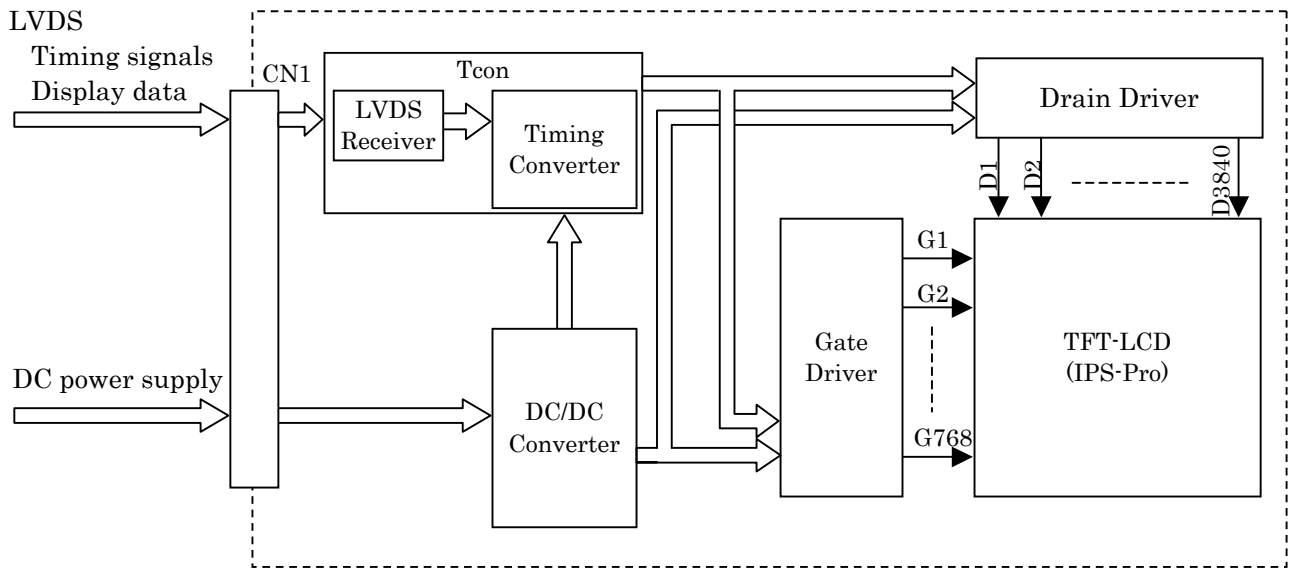 LVDS
Timing signals
Display data
CN1
Tcon
LVDS
Receiver
Timing
Converter
Drain Driver
D1
D2
D3840
G1
G2
G768
Gate
Driver
TFT-LCD
(IPS-Pro)
DC power supply
DC/DC
Converter